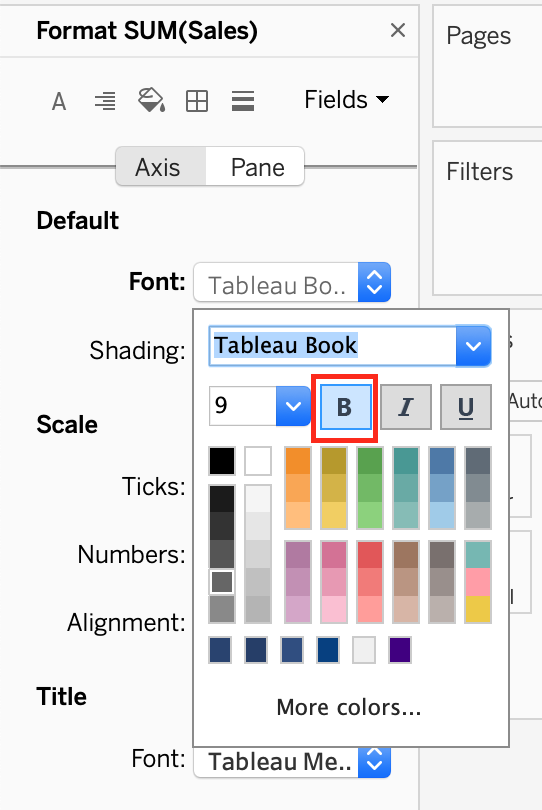 Format SUM(Sales) ×
Pages
A Fields
Axis Pane
Filters
Default
Font: Tableau Bo..
Shading:
Tableau Book
9 B I U
Auto
Scale
Ticks:
Numbers:
Alignment:
Title
More colors...
Font: Tableau Me..